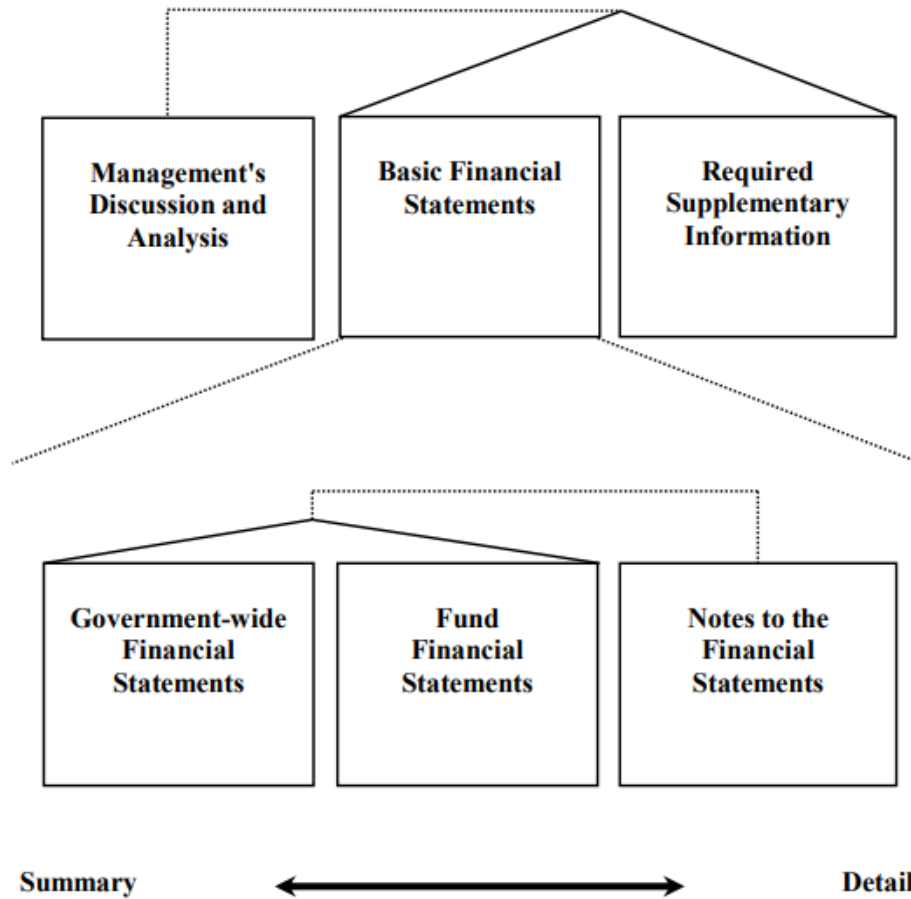 Management's
Discussion and
Analysis
Basic Financial
Statements
Required
Supplementary
Information
Government-wide
Financial
Statements
Fund
Financial
Statements
Notes to the
Financial
Statements
Summary
Detail